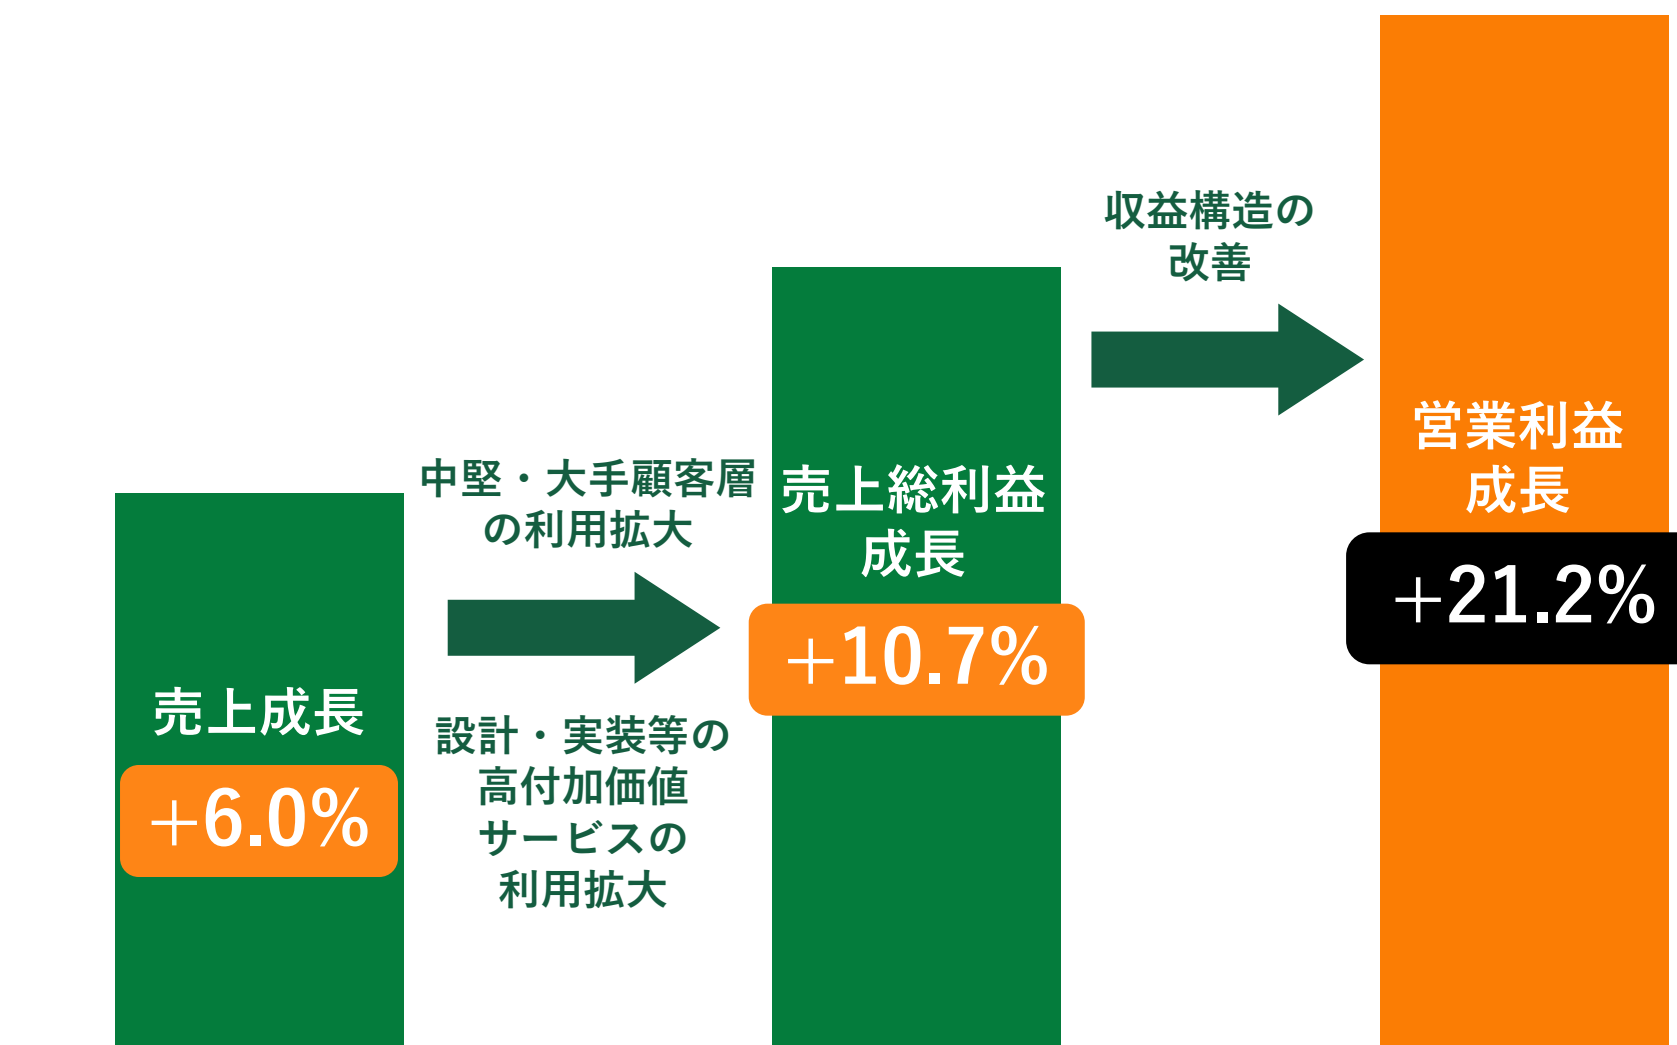 売上成長
+6.0%
中堅・大手顧客層
の利用拡大
設計・実装等の
高付加価値
サービスの
利用拡大
売上総利益
成長
+10.7%
収益構造の
改善
営業利益
成長
+21.2%